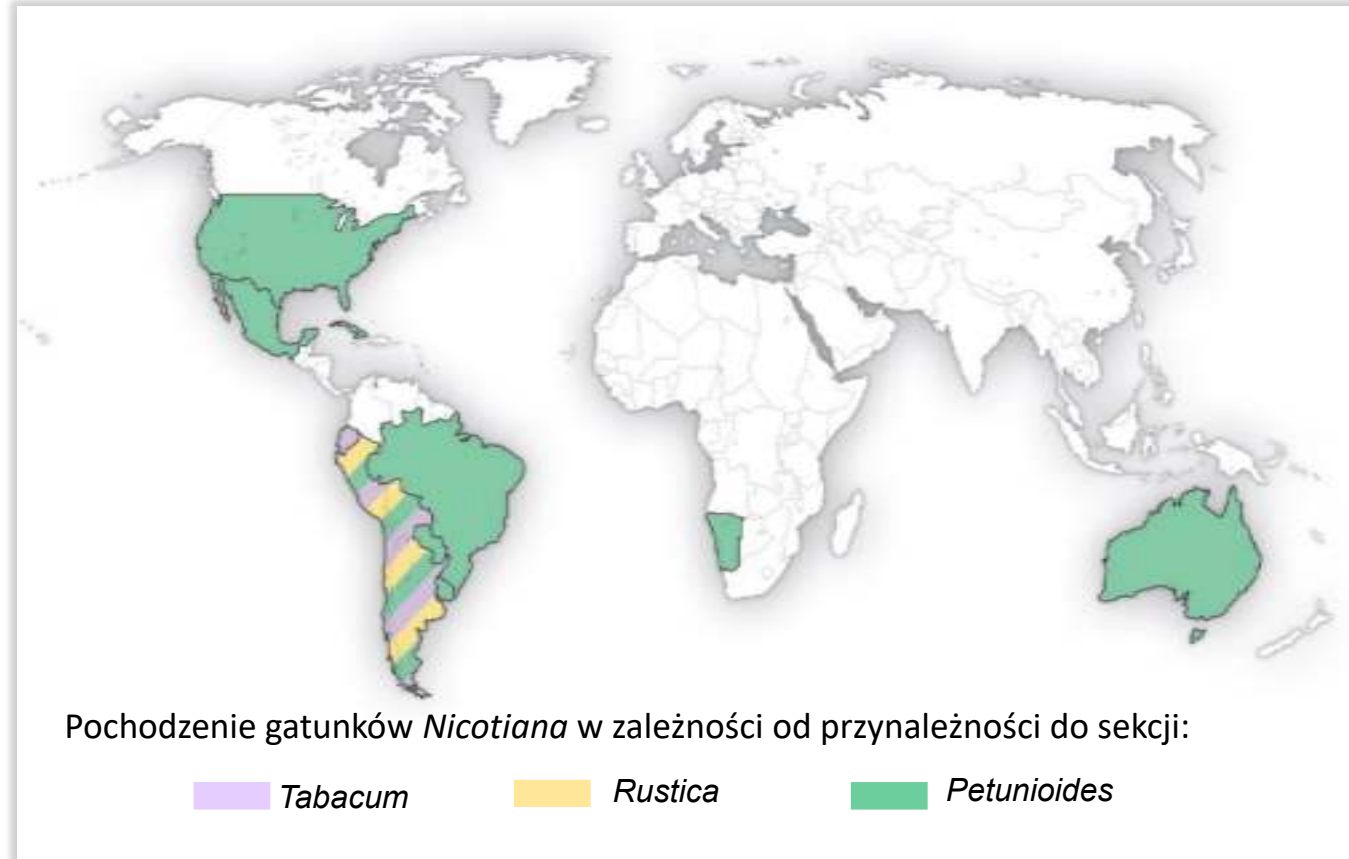 Pochodzenie gatunków Nicotiana w zależności od przynależności do sekcji:
Tabacum Rustica Petunioides